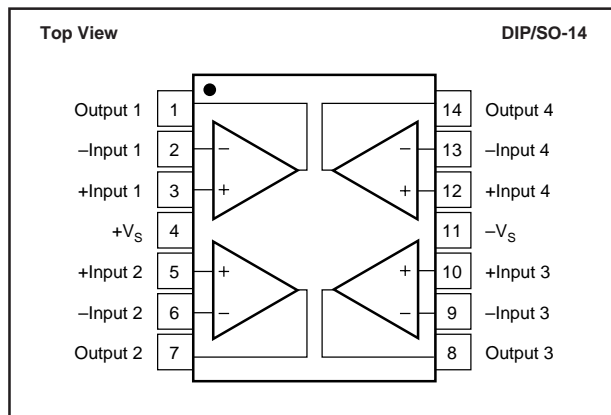 Top View DIP/SO-14
Output 1 1 14 Output 4
–Input 1 2 – – 13 –Input 4
+Input 1 3 + + 12 +Input 4
+VS 4 11 –VS
+Input 2 5 + + 10 +Input 3
–Input 2 6 – – 9 –Input 3
Output 2 7 8 Output 3